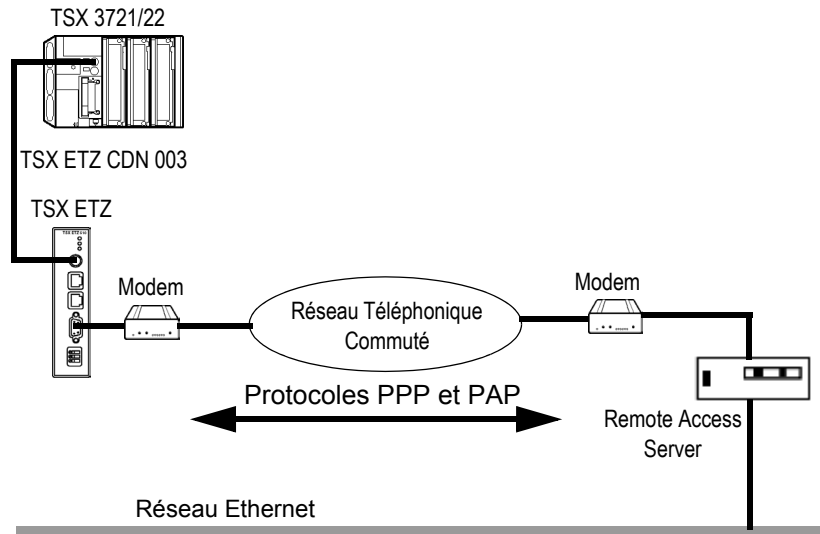 TSX 3721/22
TSX ETZ CDN 003
TSX ETZ
Modem
Réseau Téléphonique
Commuté
Modem
Protocoles PPP et PAP
Remote Access
Server
Réseau Ethernet